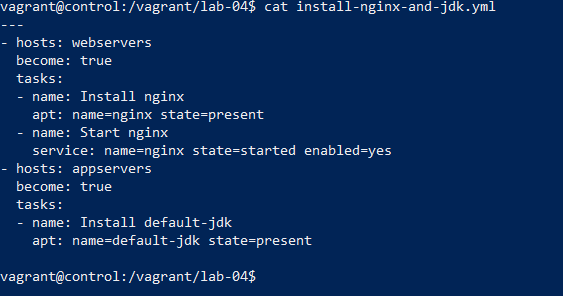 vagrant@control:/vagrant/lab-04$ cat install-nginx-and-jdk.yml
---
- hosts: webservers
  become: true
  tasks:
  - name: Install nginx
    apt: name=nginx state=present
  - name: Start nginx
    service: name=nginx state=started enabled=yes
- hosts: appservers
  become: true
  tasks:
  - name: Install default-jdk
    apt: name=default-jdk state=present

vagrant@control:/vagrant/lab-04$